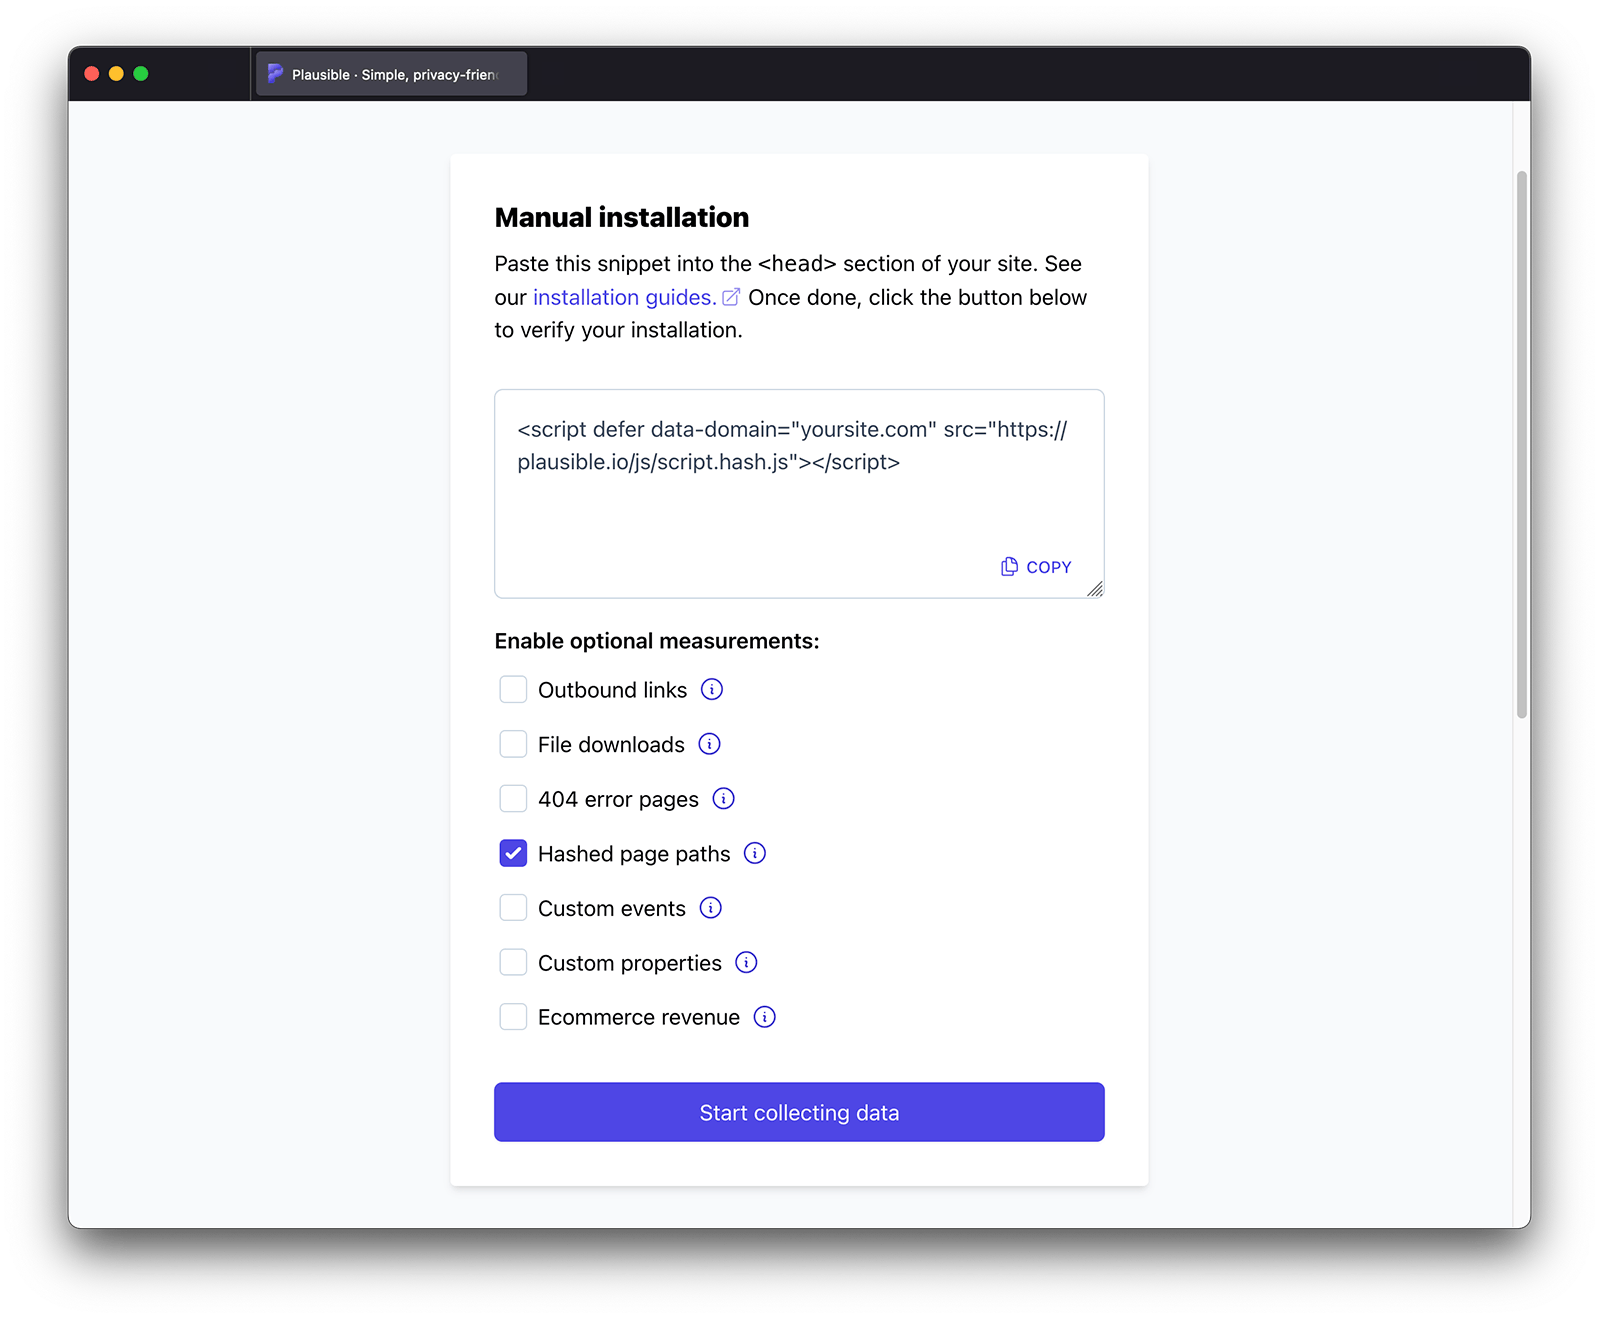 Plausible · Simple, privacy-frien
Manual installation
Paste this snippet into the <head> section of your site. See
our installation guides. Once done, click the button below
to verify your installation.
<script defer data-domain="yoursite.com" src="https://
plausible.io/js/script.hash.js"></script>
COPY
Enable optional measurements:
Outbound links
File downloads
404 error pages
Hashed page paths
Custom events
Custom properties
Ecommerce revenue
Start collecting data